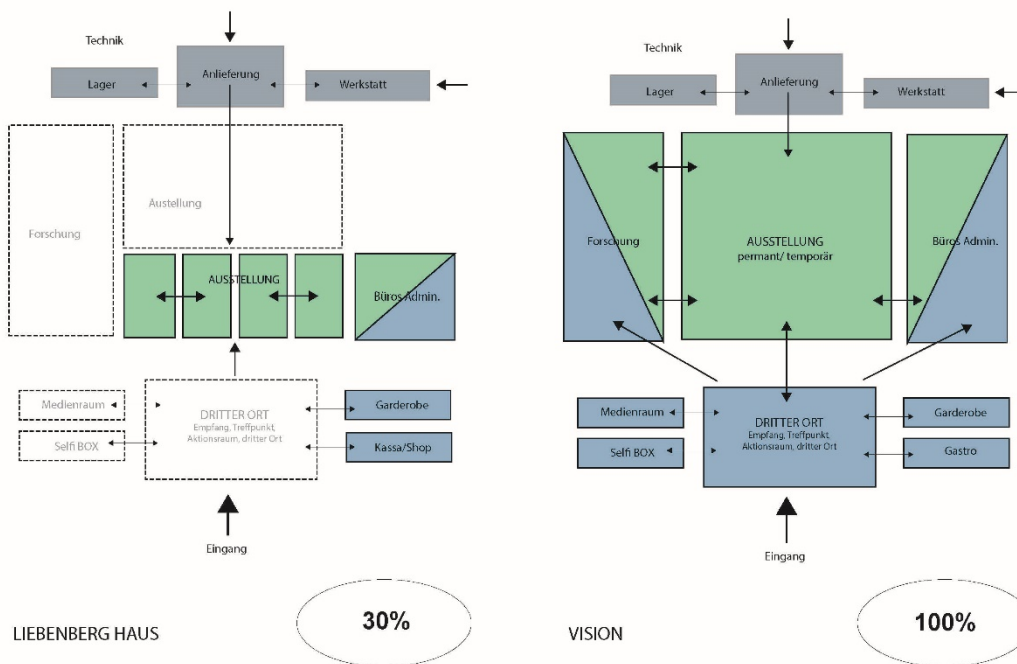 Technik
Anlieferung
Lager
Werkstatt
Forschung
Austellung
AUSSTELLUNG
Büros Admin.
Medienraum
Selfi BOX
DRITTER ORT
Empfang, Treffpunkt,
Aktionsraum, dritter Ort
Garderobe
Kassa/Shop
Eingang
LIEBENBERG HAUS
30%
Technik
Anlieferung
Lager
Werkstatt
Forschung
AUSSTELLUNG
permant/ temporär
Büros Admin.
Medienraum
Selfi BOX
DRITTER ORT
Empfang, Treffpunkt,
Aktionsraum, dritter Ort
Garderobe
Gastro
Eingang
VISION
100%